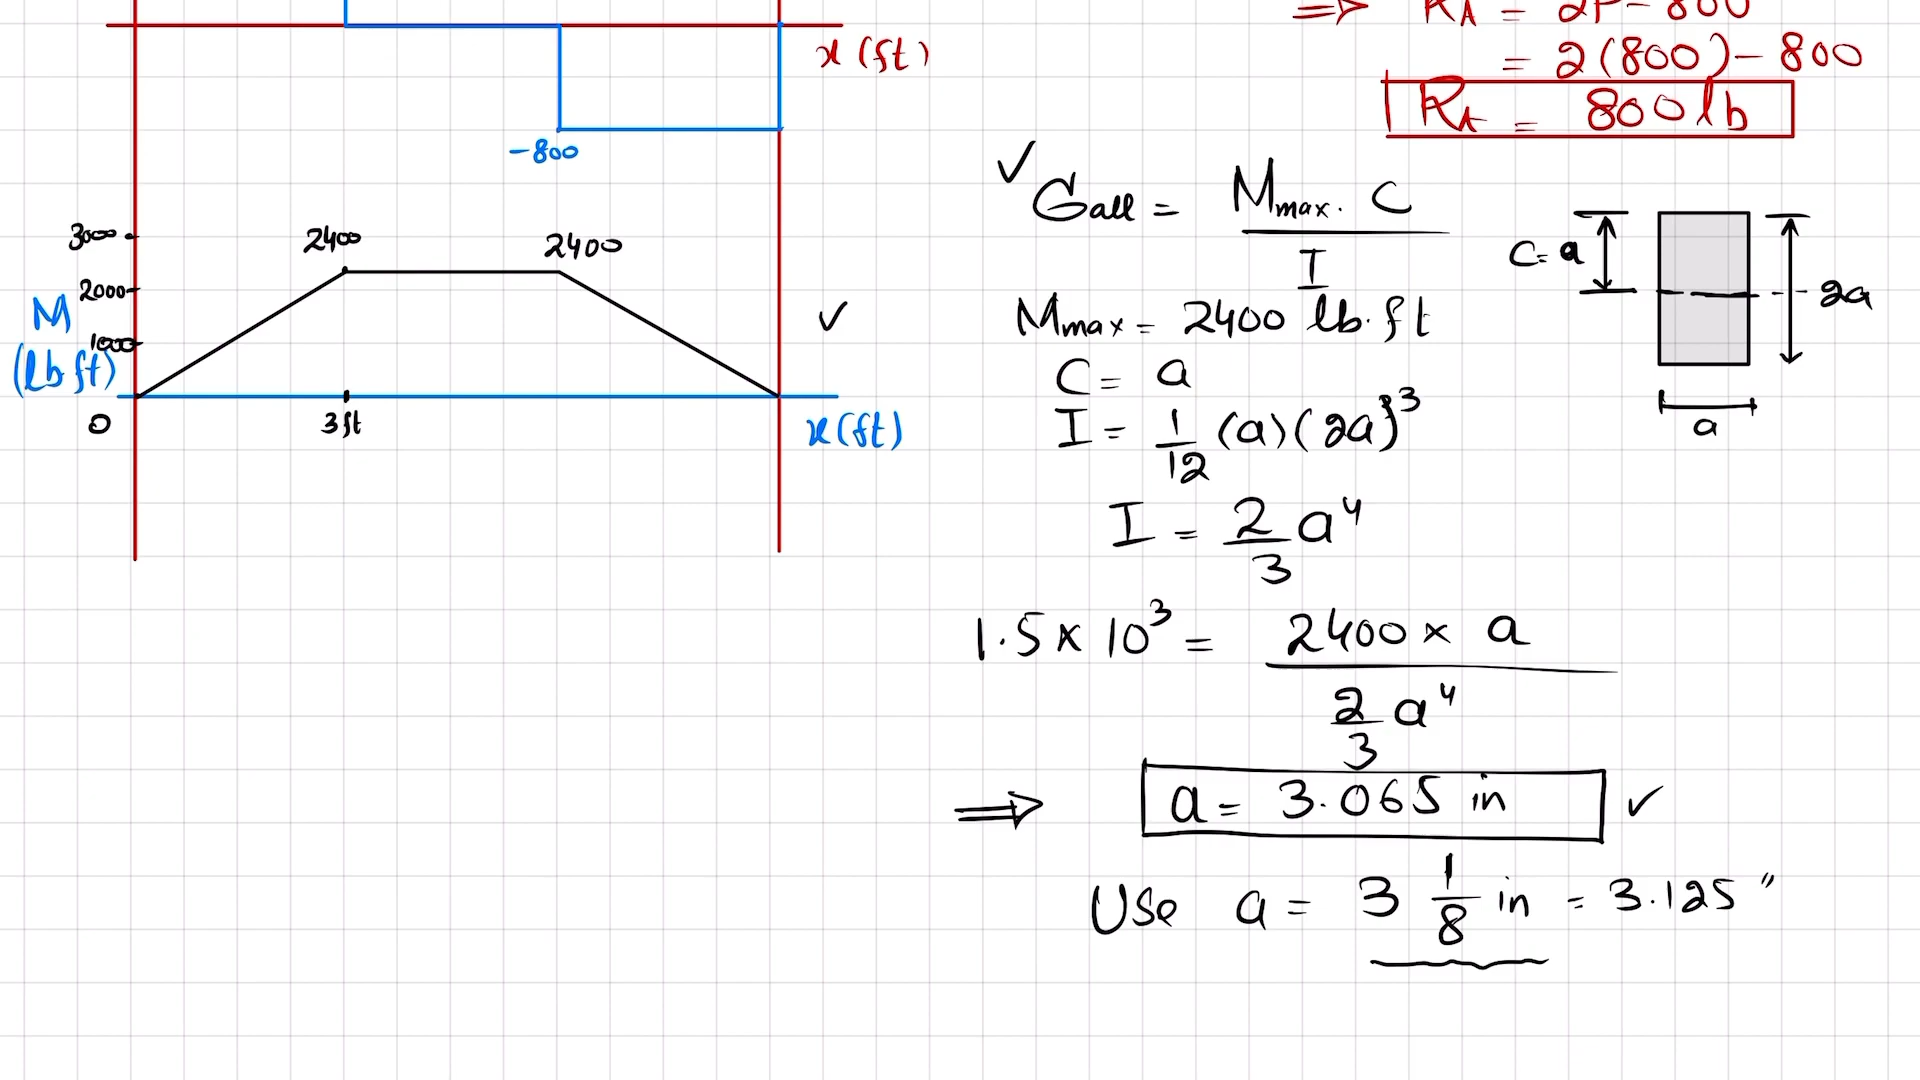 x (ft)
-800
3000
2400
2400
2000
M
1000
(lb ft)
0
3ft
x (ft)
⇒ RA = 2P - 800
= 2(800) - 800
RA = 800 lb
✓ σall = Mmax. C
I
Mmax = 2400 lb.ft
C = a
I = 1/12 (a)(2a)³
I = 2/3 a⁴
1.5 x 10³ = 2400 x a
2/3 a⁴
⇒ a = 3.065 in ✓
Use a = 3 1/8 in = 3.125"
C = a
2a
a
✓